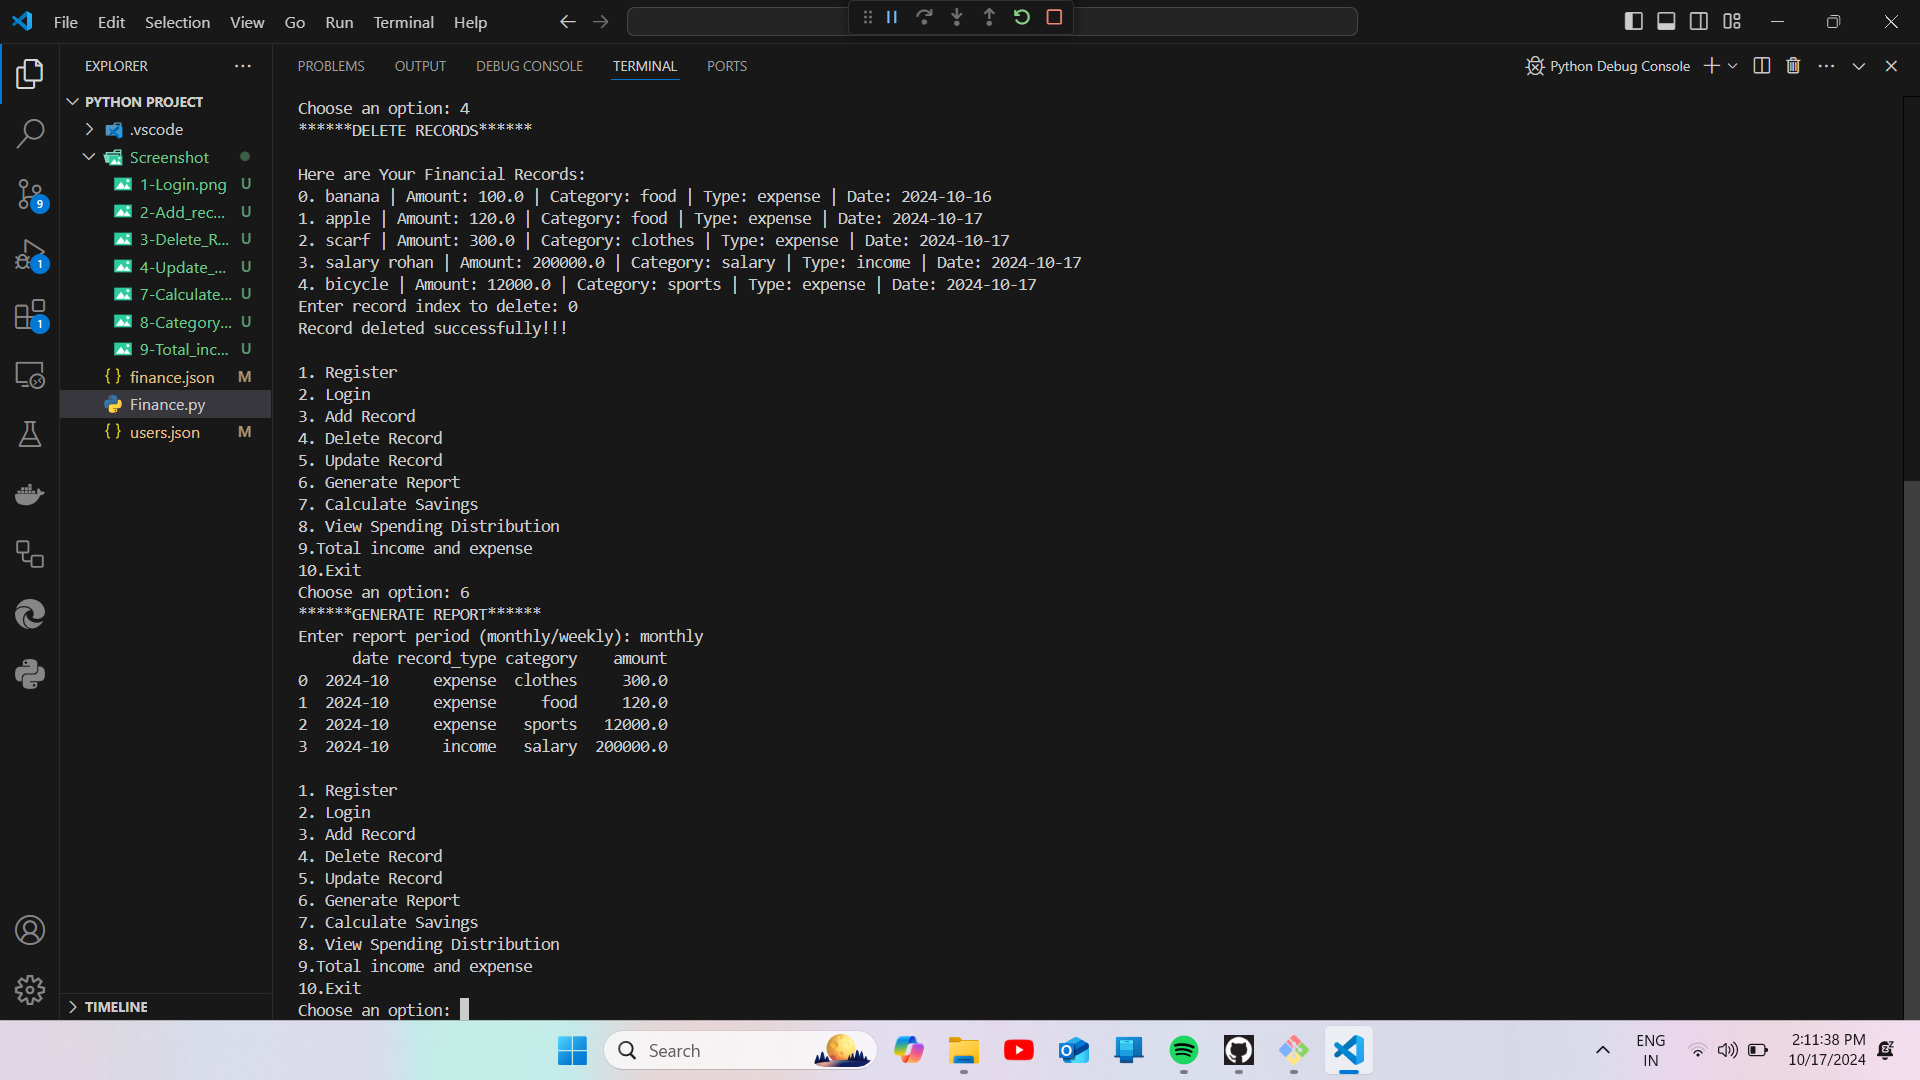 File Edit Selection View Go Run Terminal Help
EXPLORER
PYTHON PROJECT
.vscode
Screenshot
1-Login.png U
2-Add_rec... U
3-Delete_R... U
4-Update_... U
7-Calculate... U
8-Category... U
9-Total_inc... U
finance.json M
Finance.py
users.json M
TIMELINE
9
1
1
PROBLEMS OUTPUT DEBUG CONSOLE TERMINAL PORTS
Python Debug Console
Choose an option: 4
******DELETE RECORDS******
Here are Your Financial Records:
0. banana | Amount: 100.0 | Category: food | Type: expense | Date: 2024-10-16
1. apple | Amount: 120.0 | Category: food | Type: expense | Date: 2024-10-17
2. scarf | Amount: 300.0 | Category: clothes | Type: expense | Date: 2024-10-17
3. salary rohan | Amount: 200000.0 | Category: salary | Type: income | Date: 2024-10-17
4. bicycle | Amount: 12000.0 | Category: sports | Type: expense | Date: 2024-10-17
Enter record index to delete: 0
Record deleted successfully!!!
1. Register
2. Login
3. Add Record
4. Delete Record
5. Update Record
6. Generate Report
7. Calculate Savings
8. View Spending Distribution
9.Total income and expense
10.Exit
Choose an option: 6
******GENERATE REPORT******
Enter report period (monthly/weekly): monthly
date record_type category amount
0 2024-10 expense clothes 300.0
1 2024-10 expense food 120.0
2 2024-10 expense sports 12000.0
3 2024-10 income salary 200000.0
1. Register
2. Login
3. Add Record
4. Delete Record
5. Update Record
6. Generate Report
7. Calculate Savings
8. View Spending Distribution
9.Total income and expense
10.Exit
Choose an option:
Search
ENG
IN
2:11:38 PM
10/17/2024